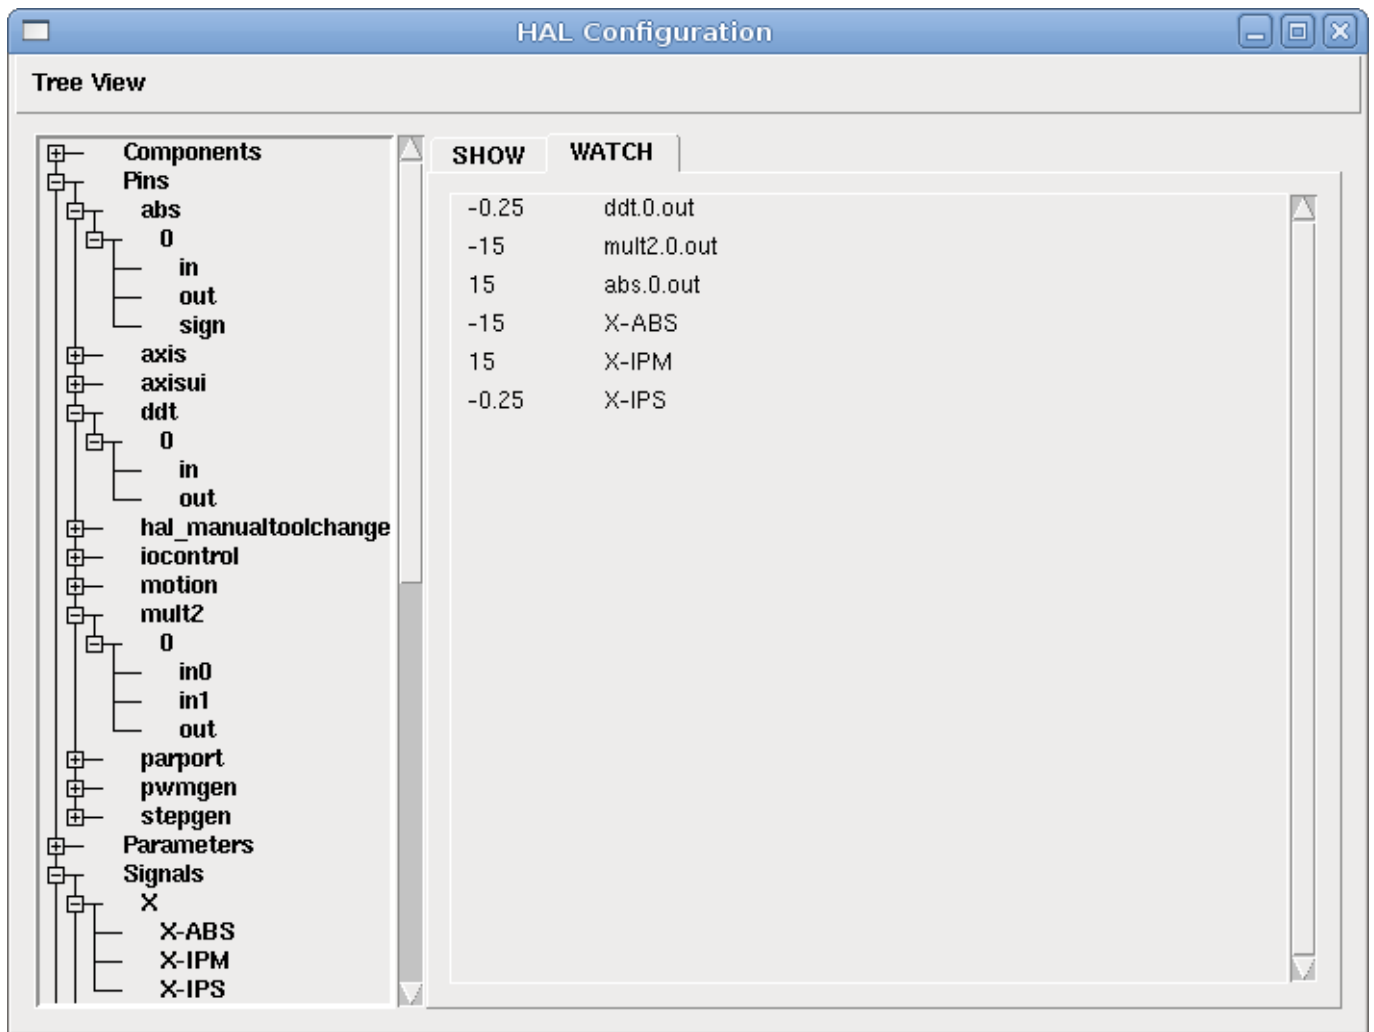 HAL Configuration
Tree View
Components
Pins
abs
0
in
out
sign
axis
axisui
ddt
0
in
out
hal_manualtoolchange
iocontrol
motion
mult2
0
in0
in1
out
parport
pwmgen
stepgen
Parameters
Signals
X
X-ABS
X-IPM
X-IPS
SHOW WATCH
-0.25 ddt.0.out
-15 mult2.0.out
15 abs.0.out
-15 X-ABS
15 X-IPM
-0.25 X-IPS